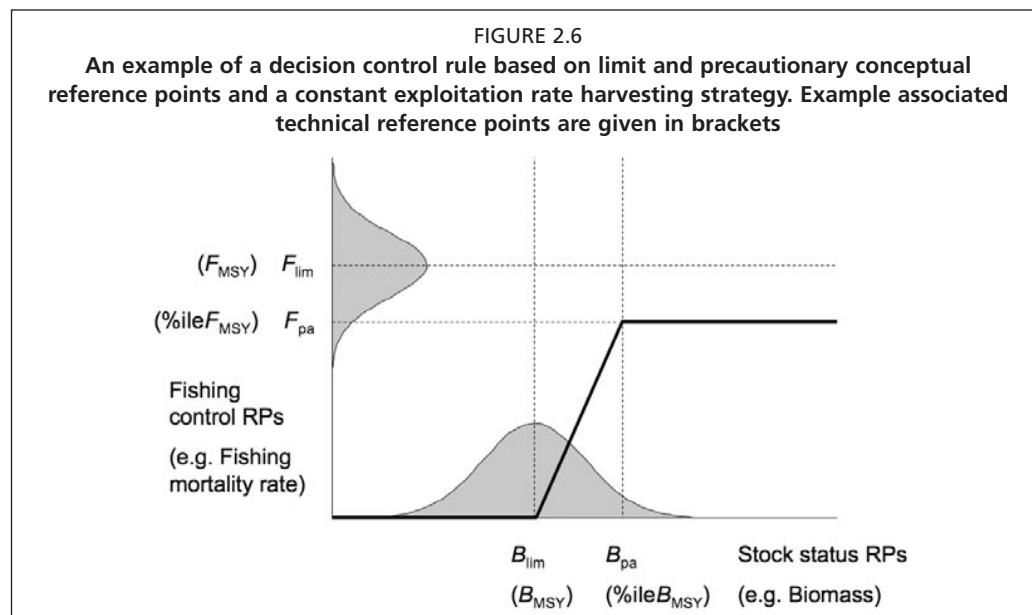 FIGURE 2.6
An example of a decision control rule based on limit and precautionary conceptual
reference points and a constant exploitation rate harvesting strategy. Example associated
technical reference points are given in brackets
(FMSY) Flim
(%ileFMSY) Fpa
Fishing
control RPs
(e.g. Fishing
mortality rate)
Blim Bpa Stock status RPs
(BMSY) (%ileBMSY) (e.g. Biomass)